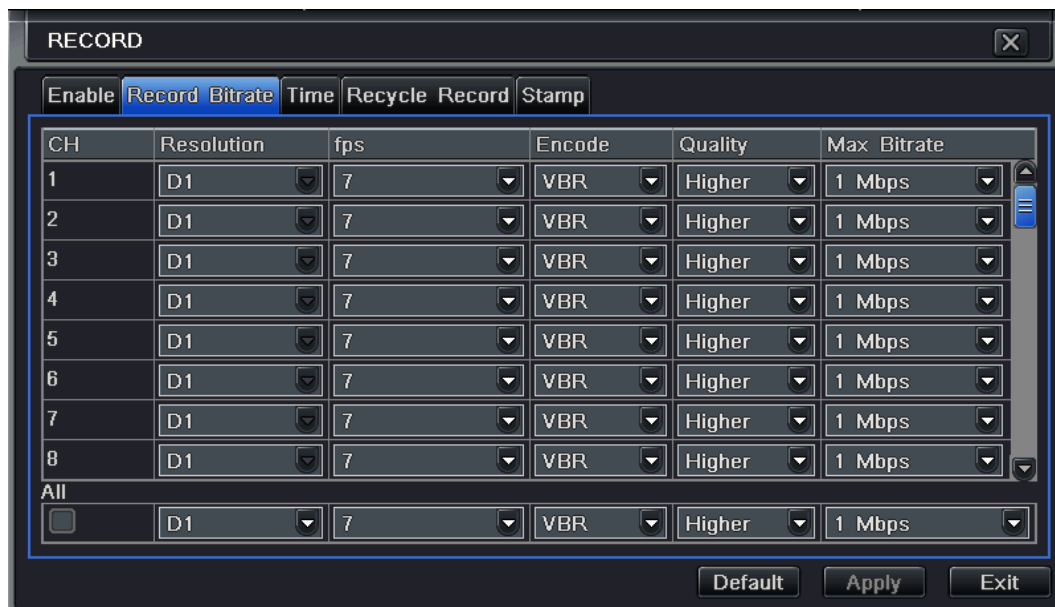 RECORD
Enable Record Bitrate Time Recycle Record Stamp
CH Resolution fps Encode Quality Max Bitrate
1 D1 7 VBR Higher 1 Mbps
2 D1 7 VBR Higher 1 Mbps
3 D1 7 VBR Higher 1 Mbps
4 D1 7 VBR Higher 1 Mbps
5 D1 7 VBR Higher 1 Mbps
6 D1 7 VBR Higher 1 Mbps
7 D1 7 VBR Higher 1 Mbps
8 D1 7 VBR Higher 1 Mbps
All
D1 7 VBR Higher 1 Mbps
Default Apply Exit